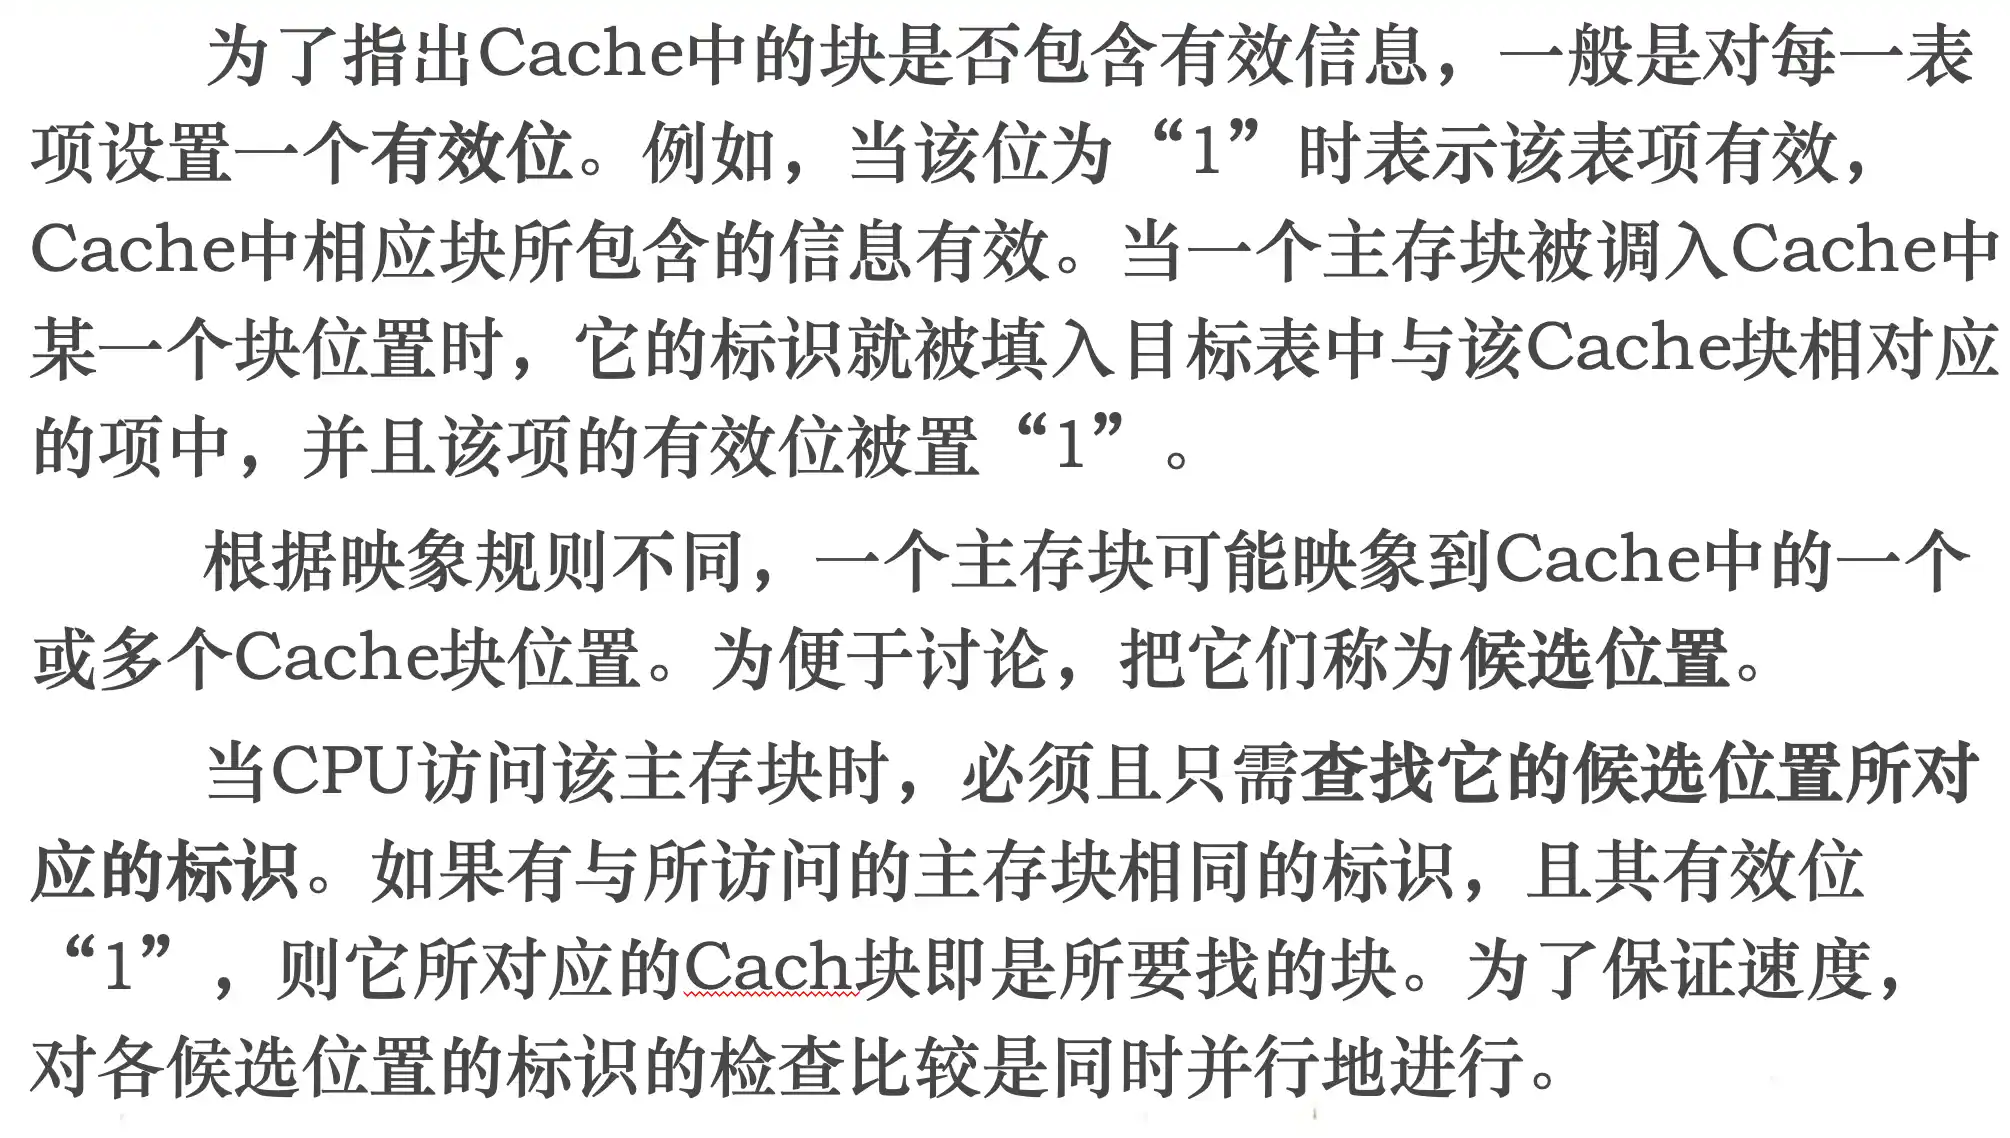 为了指出Cache中的块是否包含有效信息，一般是对每一表
项设置一个有效位。例如，当该位为“1”时表示该表项有效，
Cache中相应块所包含的信息有效。当一个主存块被调入Cache中
某一个块位置时，它的标识就被填入目标表中与该Cache块相对应
的项中，并且该项的有效位被置“1”。
根据映象规则不同，一个主存块可能映象到Cache中的一个
或多个Cache块位置。为便于讨论，把它们称为候选位置。
当CPU访问该主存块时，必须且只需查找它的候选位置所对
应的标识。如果有与所访问的主存块相同的标识，且其有效位
“1”，则它所对应的Cach块即是所要找的块。为了保证速度，
对各候选位置的标识的检查比较是同时并行地进行。